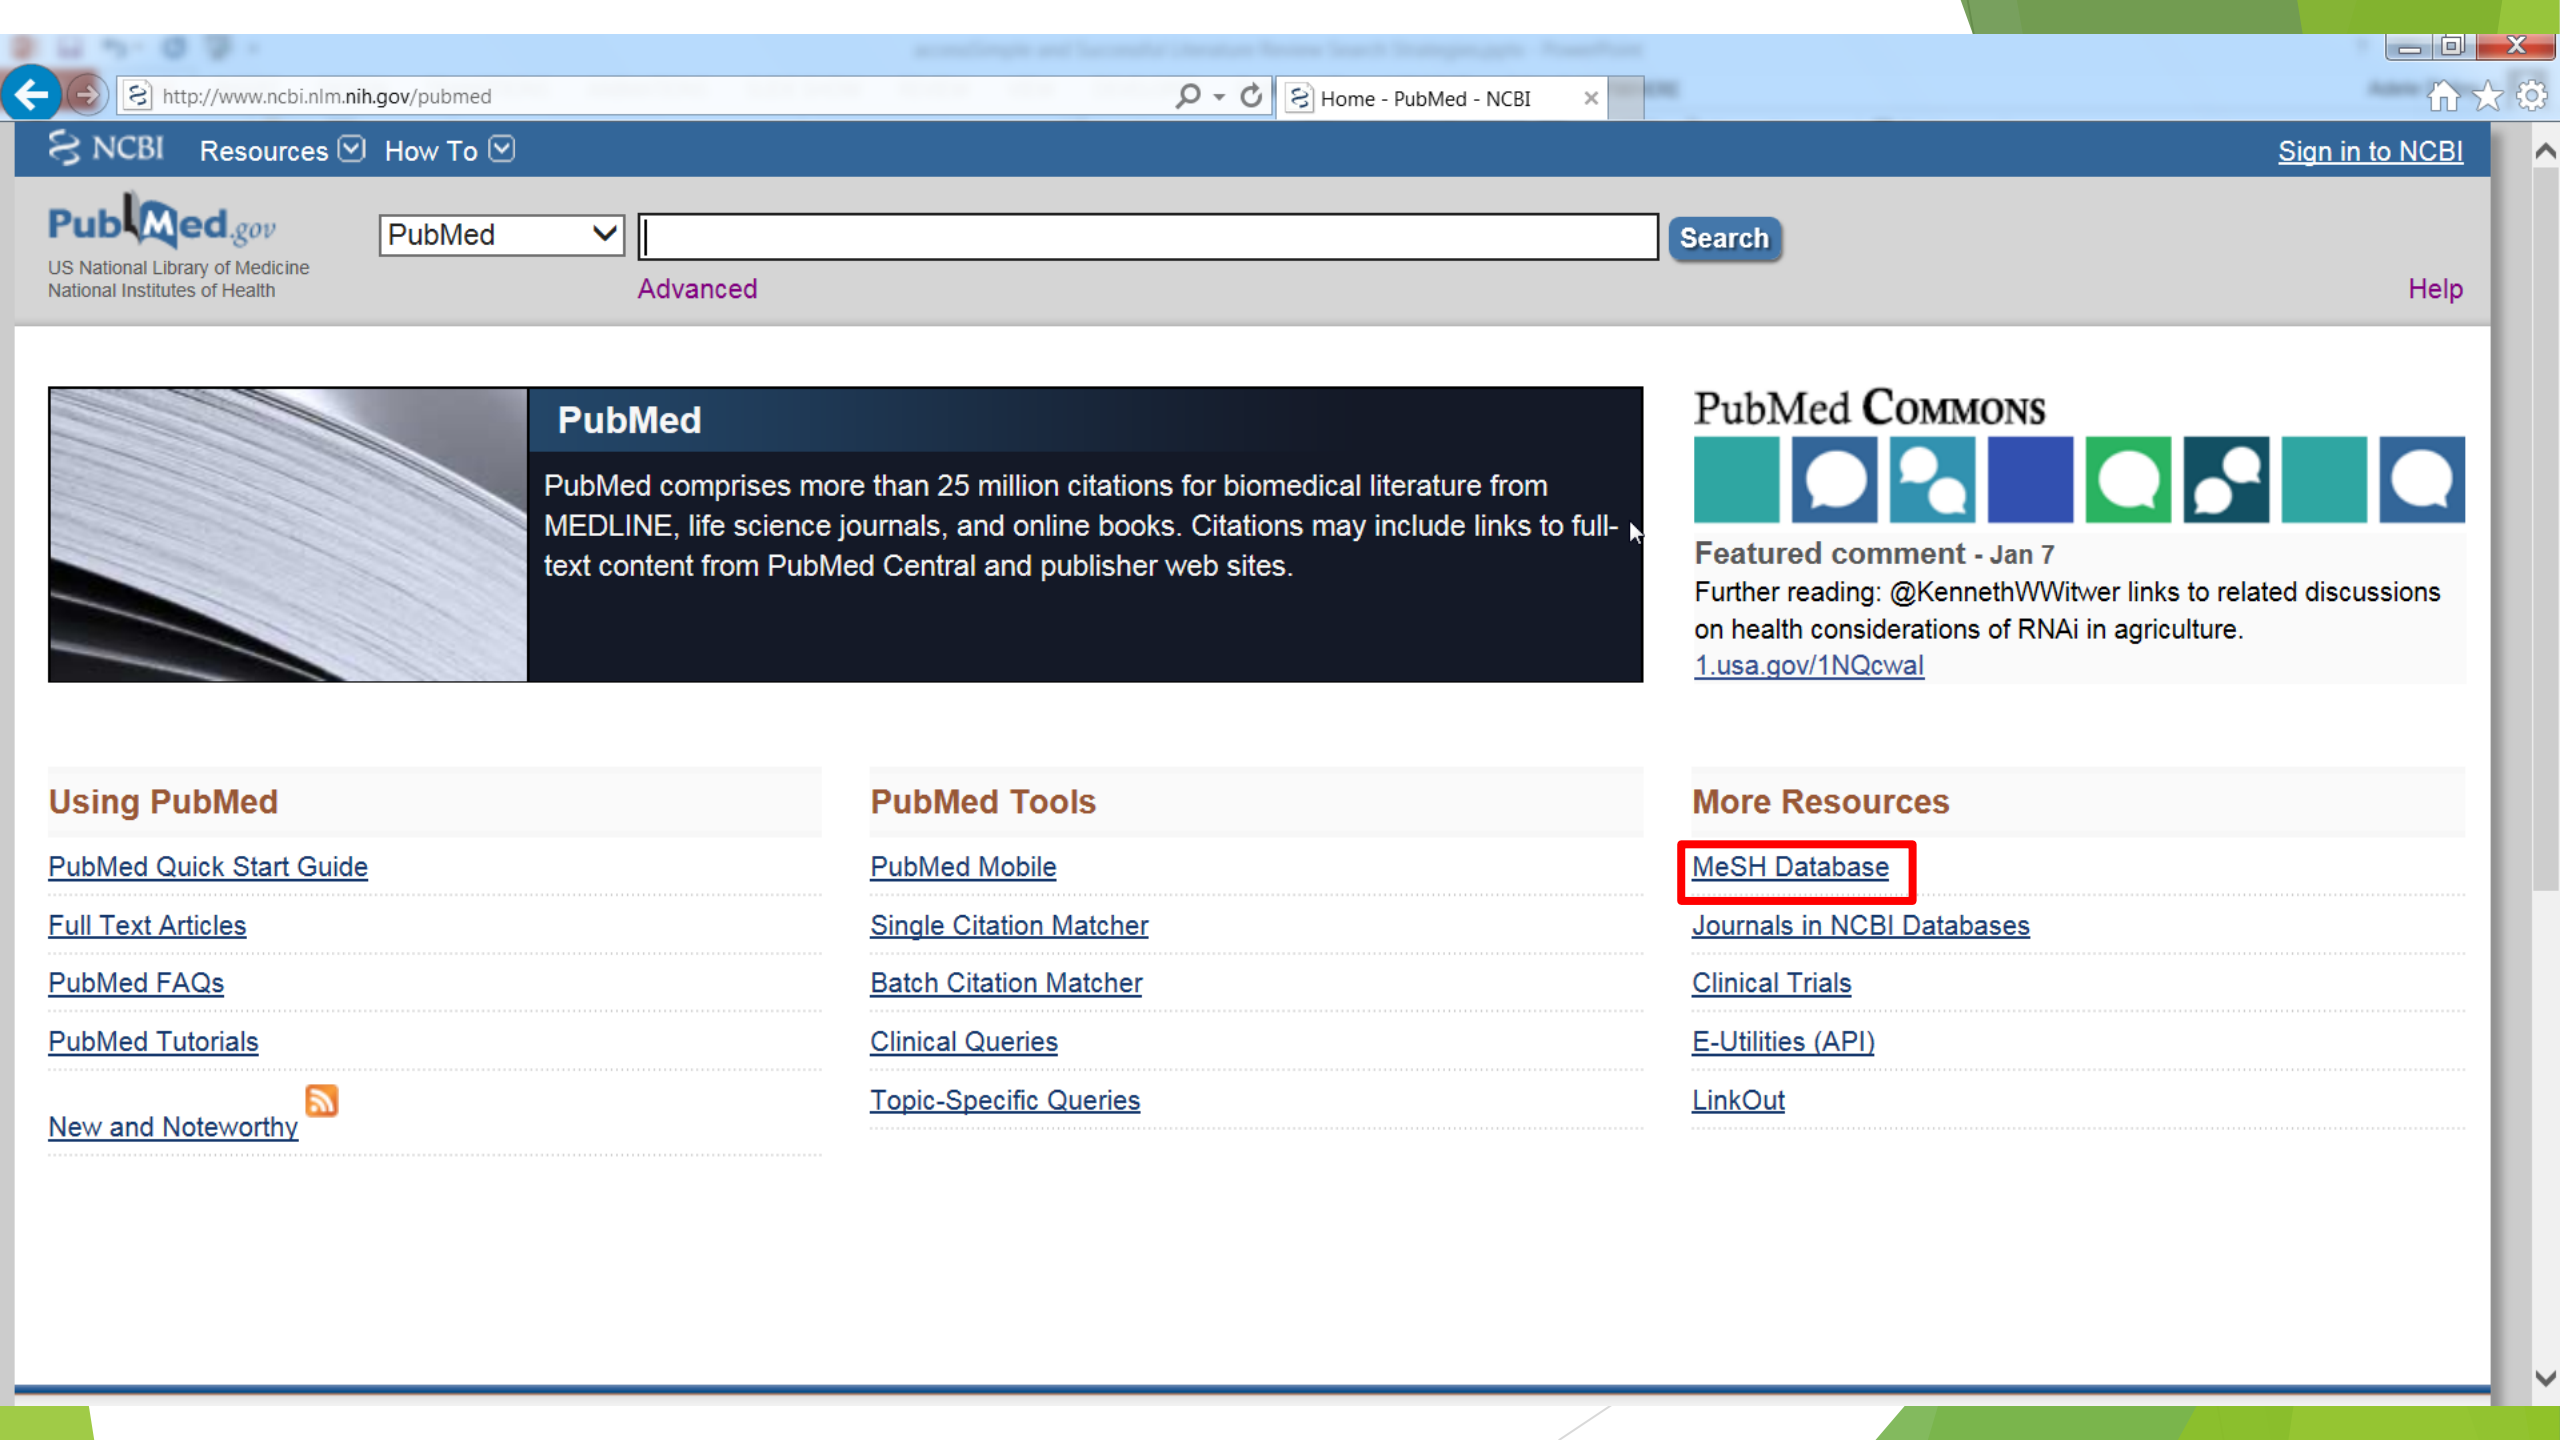 http://www.ncbi.nlm.nih.gov/pubmed
Home - PubMed - NCBI
NCBI Resources How To Sign in to NCBI
PubMed.gov
US National Library of Medicine
National Institutes of Health
PubMed
Search
Advanced
Help
PubMed
PubMed comprises more than 25 million citations for biomedical literature from
MEDLINE, life science journals, and online books. Citations may include links to full-
text content from PubMed Central and publisher web sites.
PubMed COMMONS
Featured comment - Jan 7
Further reading: @KennethWWitwer links to related discussions
on health considerations of RNAi in agriculture.
1.usa.gov/1NQcwaI
Using PubMed
PubMed Quick Start Guide
Full Text Articles
PubMed FAQs
PubMed Tutorials
New and Noteworthy
PubMed Tools
PubMed Mobile
Single Citation Matcher
Batch Citation Matcher
Clinical Queries
Topic-Specific Queries
More Resources
MeSH Database
Journals in NCBI Databases
Clinical Trials
E-Utilities (API)
LinkOut